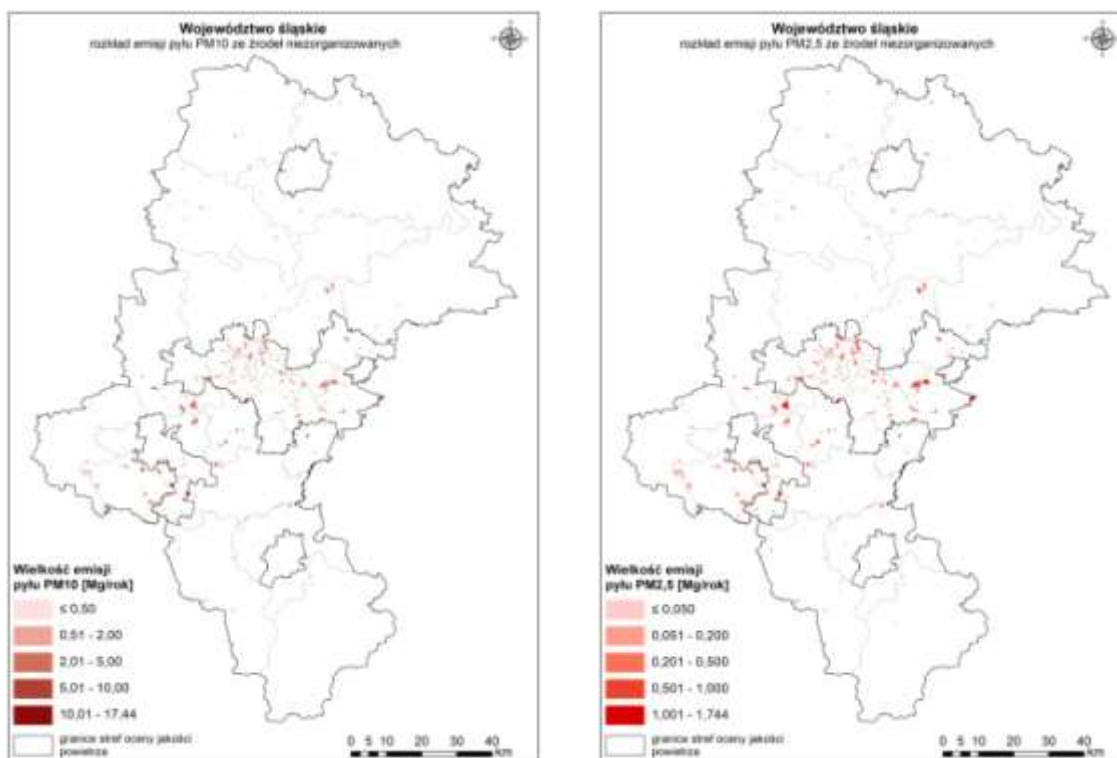 Województwo śląskie
rozkład emisji pyłu PM10 ze źródeł niezorganizowanych
Wielkość emisji
pyłu PM10 [Mg/rok]
≤ 0,50
0,51 - 2,00
2,01 - 5,00
5,01 - 10,00
10,01 - 17,44
granice stref oceny jakości
powietrza
0 5 10 20 30 40
km
Województwo śląskie
rozkład emisji pyłu PM2,5 ze źródeł niezorganizowanych
Wielkość emisji
pyłu PM2,5 [Mg/rok]
≤ 0,050
0,051 - 0,200
0,201 - 0,500
0,501 - 1,000
1,001 - 1,744
granice stref oceny jakości
powietrza
0 5 10 20 30 40
km